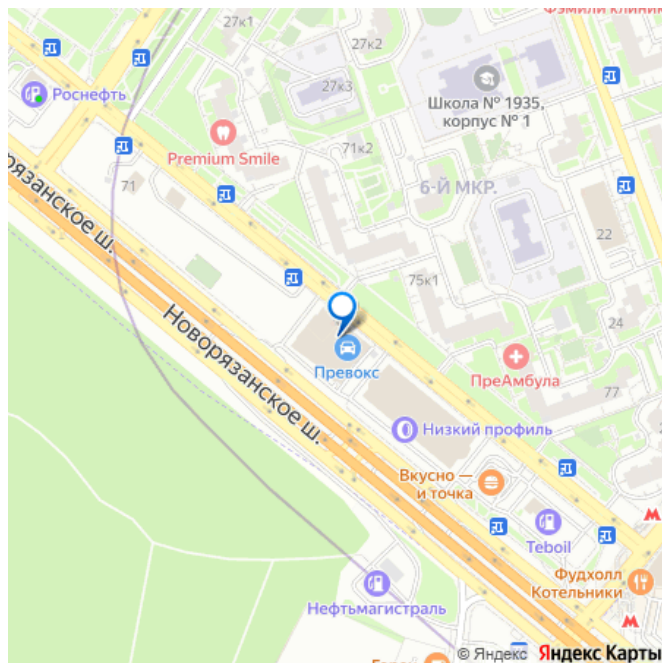 27к1
27к2
Фэмили клиник
27к3
Роснефть
Школа № 1935,
корпус № 1
Premium Smile
71к2
71
6-Й МКР.
22
Новорязанское ш.
75к1
24
Превокс
ПреАмбула
77
Низкий профиль
Вкусно —
и точка
Teboil
Фудхолл
Котельники
Нефтьмагистраль
© Яндекс Яндекс Карты